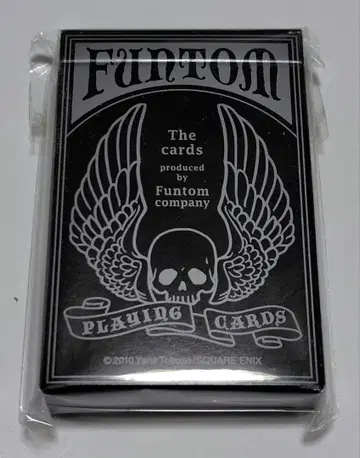 FUNTOM
The
cards
produced
by
Funtom
company
PLAYING CARDS
©2010 Yana Toboso/SQUARE ENIX